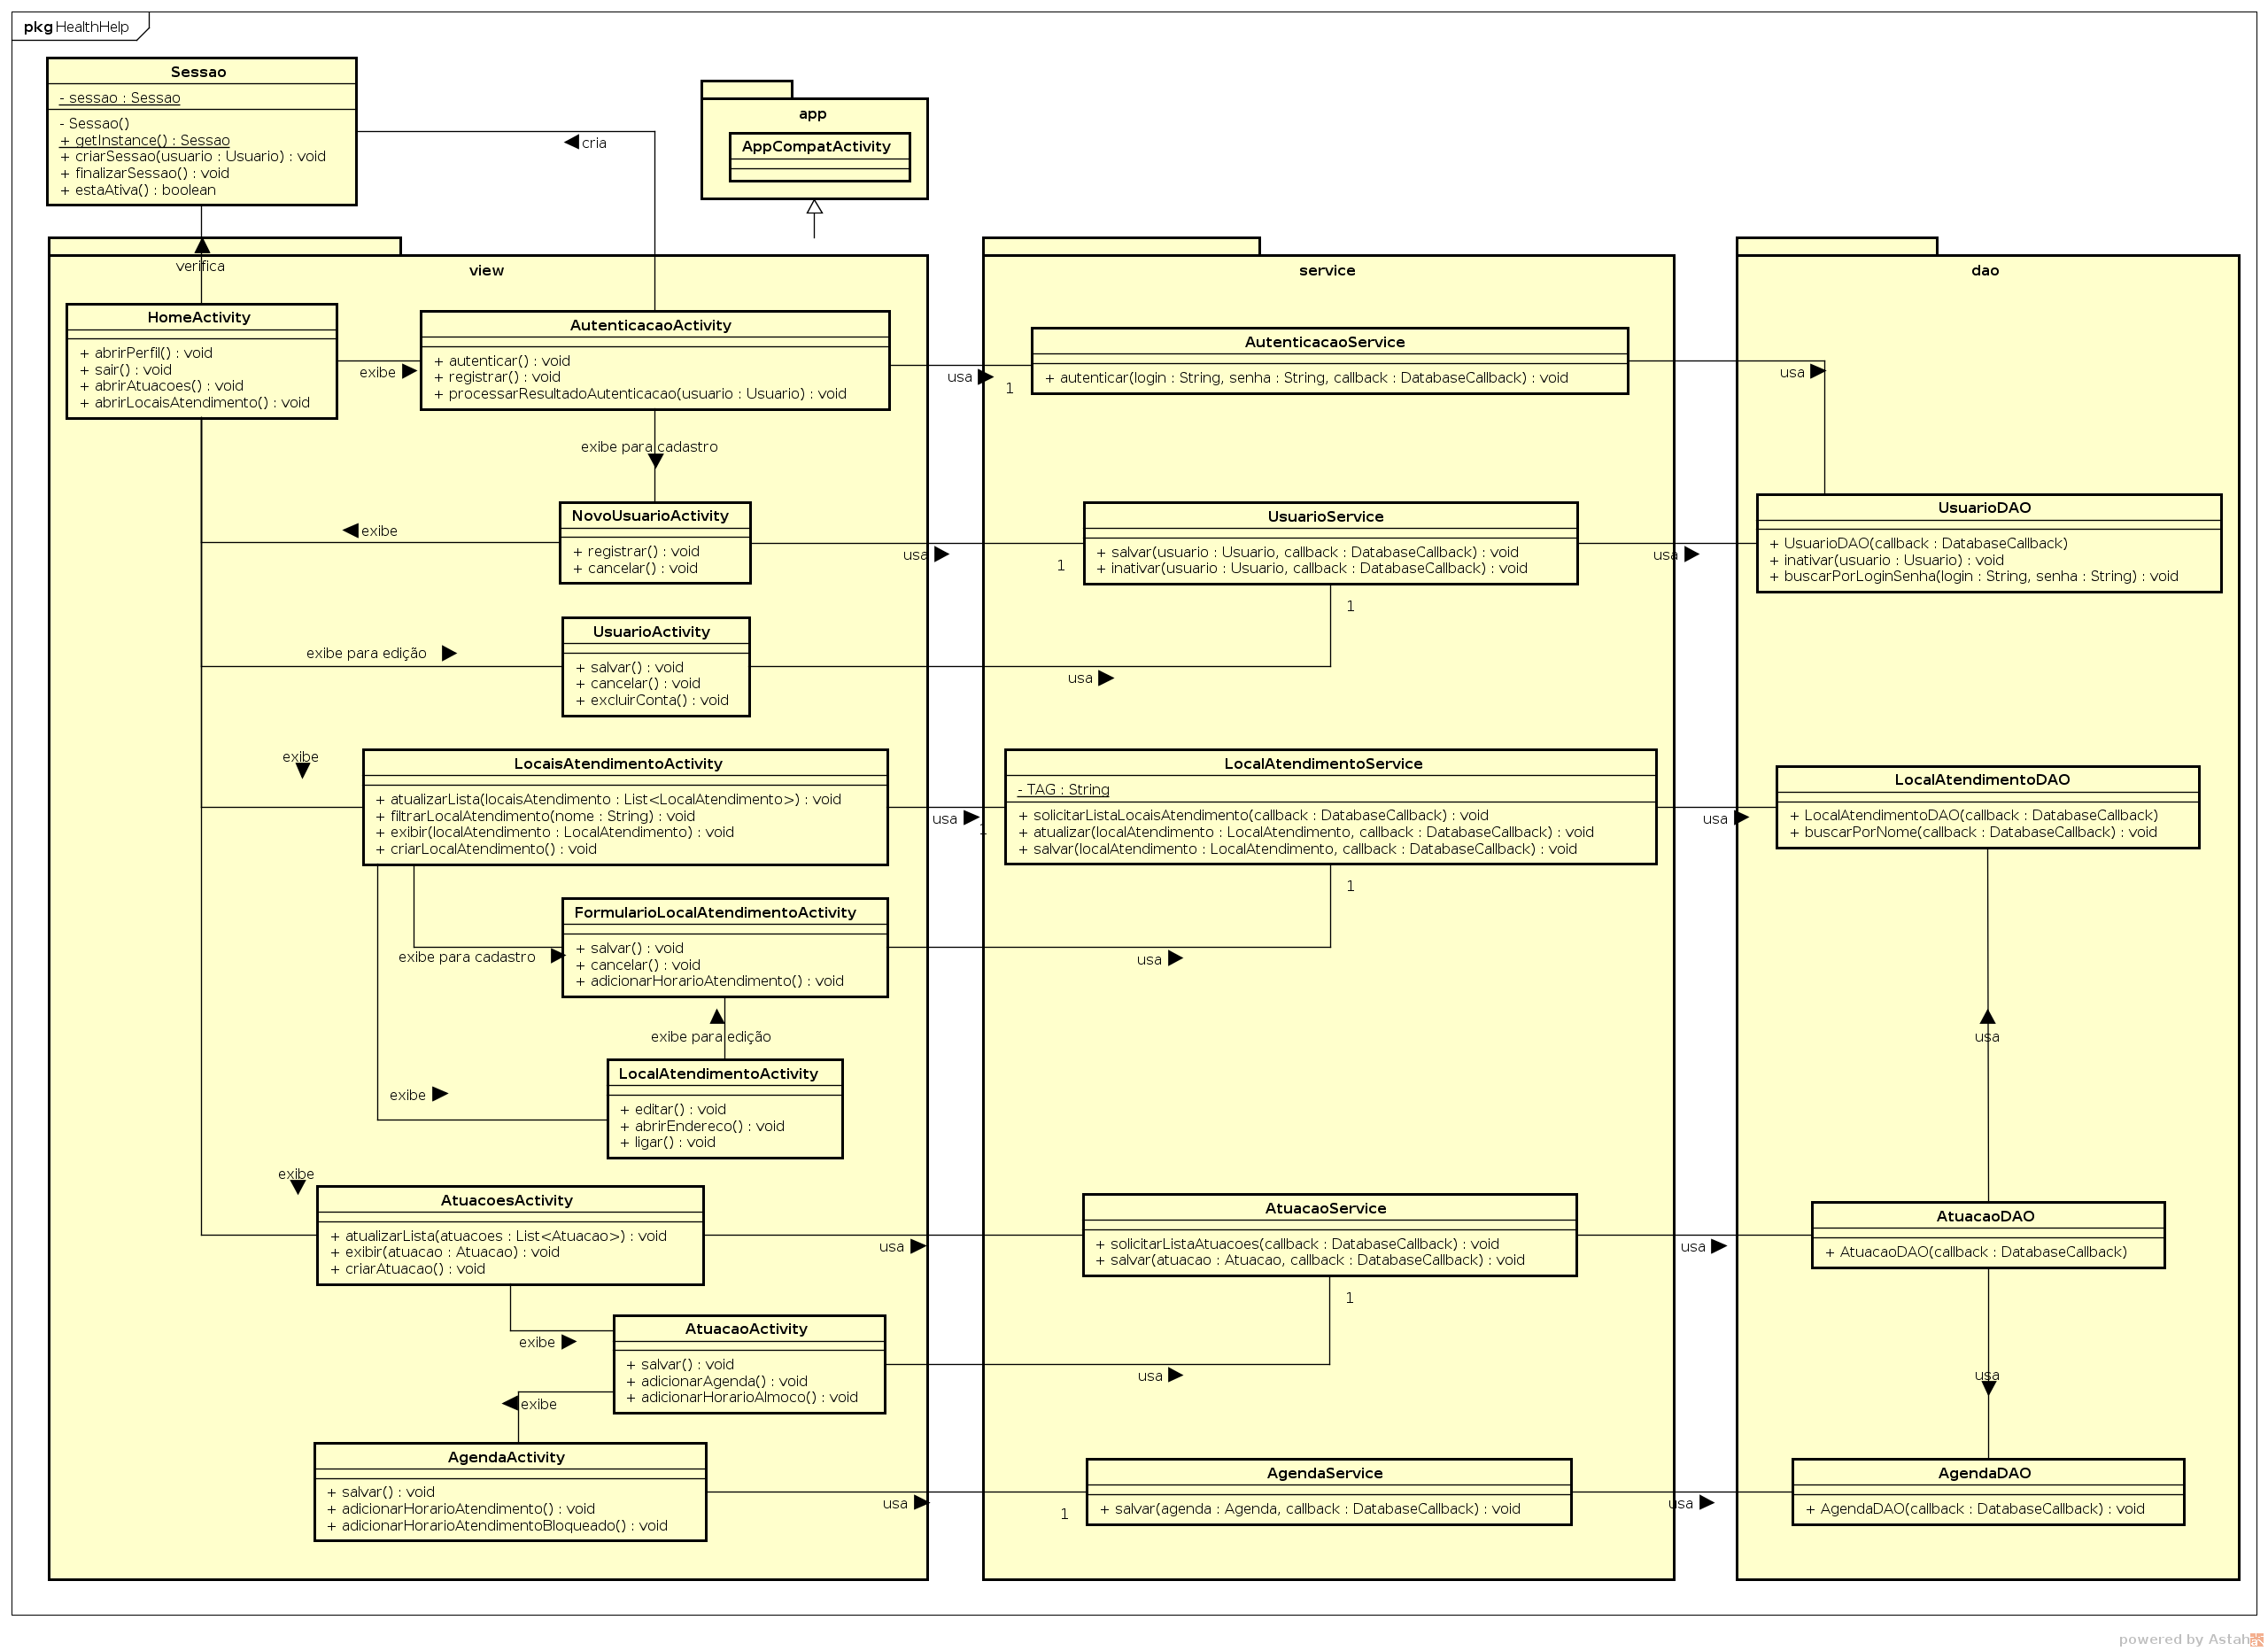 pkg HealthHelp
Sessao
- sessao : Sessao
- Sessao()
+ getInstance() : Sessao
+ criarSessao(usuario : Usuario) : void
+ finalizarSessao() : void
+ estaAtiva() : boolean
cria
app
AppCompatActivity
verifica
view
HomeActivity
+ abrirPerfil() : void
+ sair() : void
+ abrirAtuacoes() : void
+ abrirLocaisAtendimento() : void
exibe
AutenticacaoActivity
+ autenticar() : void
+ registrar() : void
+ processarResultadoAutenticacao(usuario : Usuario) : void
usa
1
exibe para cadastro
NovoUsuarioActivity
+ registrar() : void
+ cancelar() : void
exibe
usa
1
UsuarioActivity
+ salvar() : void
+ cancelar() : void
+ excluirConta() : void
exibe para edição
usa
1
exibe
LocaisAtendimentoActivity
+ atualizarLista(locaisAtendimento : List<LocalAtendimento>) : void
+ filtrarLocalAtendimento(nome : String) : void
+ exibir(localAtendimento : LocalAtendimento) : void
+ criarLocalAtendimento() : void
usa
1
exibe para cadastro
FormularioLocalAtendimentoActivity
+ salvar() : void
+ cancelar() : void
+ adicionarHorarioAtendimento() : void
usa
1
exibe para edição
exibe
LocalAtendimentoActivity
+ editar() : void
+ abrirEndereco() : void
+ ligar() : void
exibe
AtuacoesActivity
+ atualizarLista(atuacoes : List<Atuacao>) : void
+ exibir(atuacao : Atuacao) : void
+ criarAtuacao() : void
usa
exibe
AtuacaoActivity
+ salvar() : void
+ adicionarAgenda() : void
+ adicionarHorarioAlmoco() : void
usa
1
exibe
AgendaActivity
+ salvar() : void
+ adicionarHorarioAtendimento() : void
+ adicionarHorarioAtendimentoBloqueado() : void
usa
1
service
AutenticacaoService
+ autenticar(login : String, senha : String, callback : DatabaseCallback) : void
usa
UsuarioService
+ salvar(usuario : Usuario, callback : DatabaseCallback) : void
+ inativar(usuario : Usuario, callback : DatabaseCallback) : void
usa
LocalAtendimentoService
- TAG : String
+ solicitarListaLocaisAtendimento(callback : DatabaseCallback) : void
+ atualizar(localAtendimento : LocalAtendimento, callback : DatabaseCallback) : void
+ salvar(localAtendimento : LocalAtendimento, callback : DatabaseCallback) : void
usa
AtuacaoService
+ solicitarListaAtuacoes(callback : DatabaseCallback) : void
+ salvar(atuacao : Atuacao, callback : DatabaseCallback) : void
usa
AgendaService
+ salvar(agenda : Agenda, callback : DatabaseCallback) : void
usa
dao
UsuarioDAO
+ UsuarioDAO(callback : DatabaseCallback)
+ inativar(usuario : Usuario) : void
+ buscarPorLoginSenha(login : String, senha : String) : void
LocalAtendimentoDAO
+ LocalAtendimentoDAO(callback : DatabaseCallback)
+ buscarPorNome(callback : DatabaseCallback) : void
usa
AtuacaoDAO
+ AtuacaoDAO(callback : DatabaseCallback)
usa
AgendaDAO
+ AgendaDAO(callback : DatabaseCallback) : void
powered by Astah